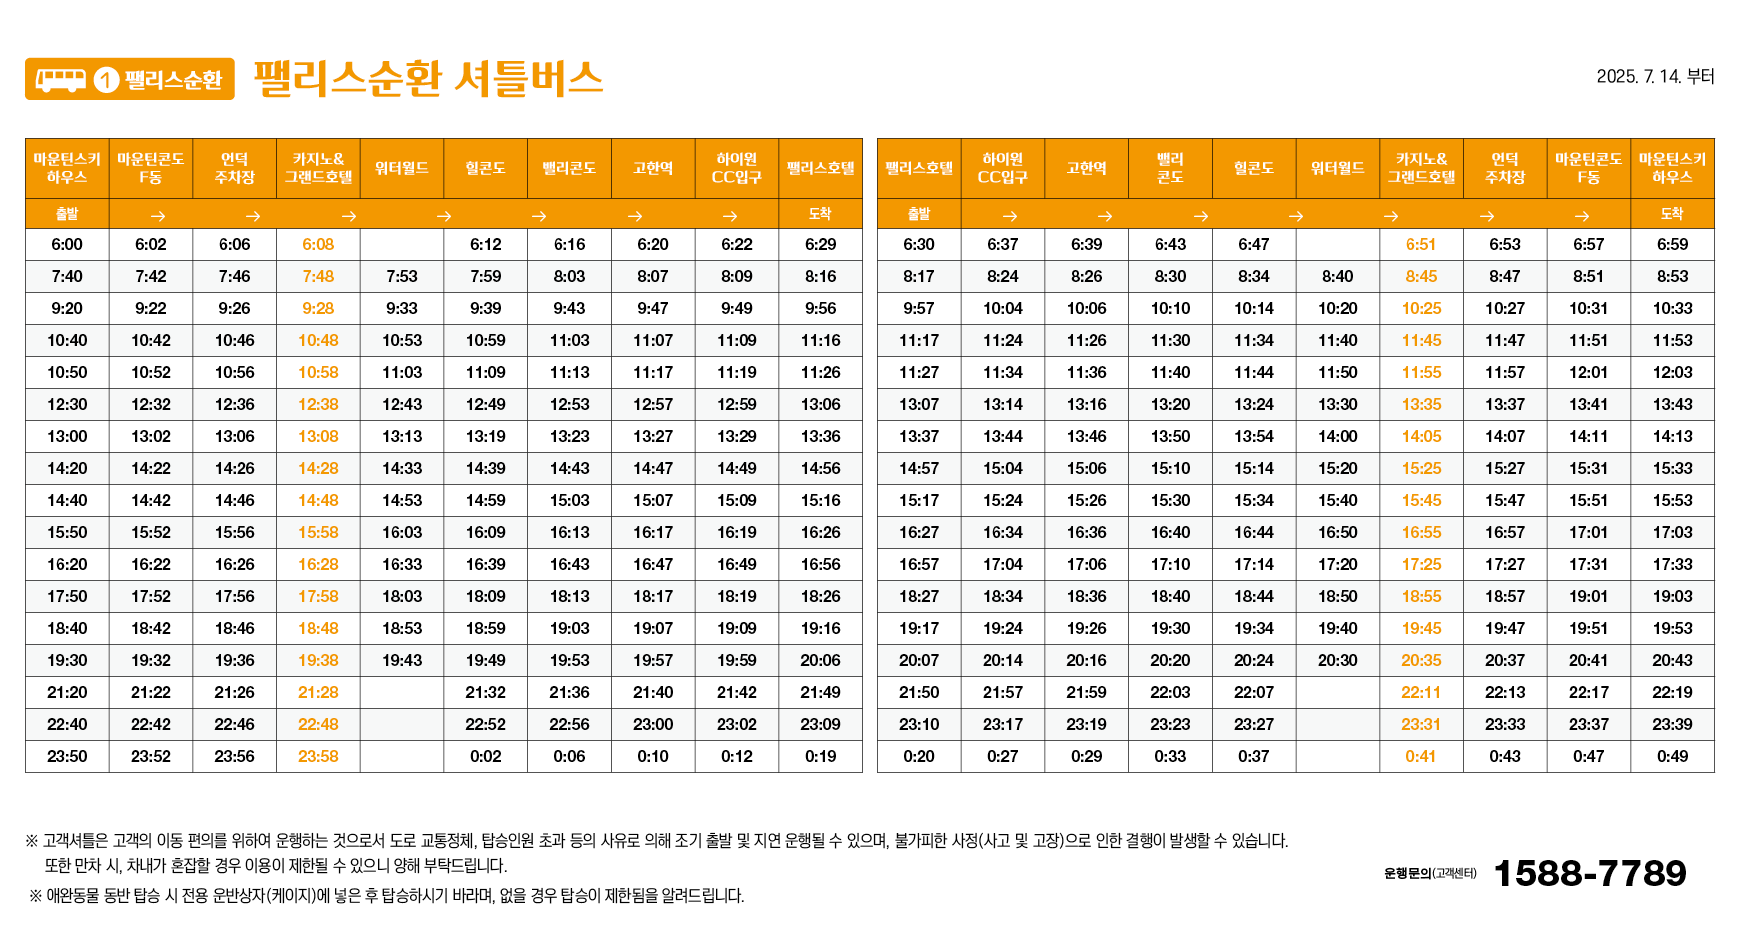 1 팰리스순환 팰리스순환 셔틀버스
2025. 7. 14. 부터
마운틴스키하우스 마운틴콘도F동 언덕주차장 카지노&그랜드호텔 워터월드 힐콘도 밸리콘도 고한역 하이원CC입구 팰리스호텔
출발 → → → → → → → 도착
6:00 6:02 6:06 6:08 6:12 6:16 6:20 6:22 6:29
7:40 7:42 7:46 7:48 7:53 7:59 8:03 8:07 8:09 8:16
9:20 9:22 9:26 9:28 9:33 9:39 9:43 9:47 9:49 9:56
10:40 10:42 10:46 10:48 10:53 10:59 11:03 11:07 11:09 11:16
10:50 10:52 10:56 10:58 11:03 11:09 11:13 11:17 11:19 11:26
12:30 12:32 12:36 12:38 12:43 12:49 12:53 12:57 12:59 13:06
13:00 13:02 13:06 13:08 13:13 13:19 13:23 13:27 13:29 13:36
14:20 14:22 14:26 14:28 14:33 14:39 14:43 14:47 14:49 14:56
14:40 14:42 14:46 14:48 14:53 14:59 15:03 15:07 15:09 15:16
15:50 15:52 15:56 15:58 16:03 16:09 16:13 16:17 16:19 16:26
16:20 16:22 16:26 16:28 16:33 16:39 16:43 16:47 16:49 16:56
17:50 17:52 17:56 17:58 18:03 18:09 18:13 18:17 18:19 18:26
18:40 18:42 18:46 18:48 18:53 18:59 19:03 19:07 19:09 19:16
19:30 19:32 19:36 19:38 19:43 19:49 19:53 19:57 19:59 20:06
21:20 21:22 21:26 21:28 21:32 21:36 21:40 21:42 21:49
22:40 22:42 22:46 22:48 22:52 22:56 23:00 23:02 23:09
23:50 23:52 23:56 23:58 0:02 0:06 0:10 0:12 0:19
팰리스호텔 하이원CC입구 고한역 밸리콘도 힐콘도 워터월드 카지노&그랜드호텔 언덕주차장 마운틴콘도F동 마운틴스키하우스
출발 → → → → → → → 도착
6:30 6:37 6:39 6:43 6:47 6:51 6:53 6:57 6:59
8:17 8:24 8:26 8:30 8:34 8:40 8:45 8:47 8:51 8:53
9:57 10:04 10:06 10:10 10:14 10:20 10:25 10:27 10:31 10:33
11:17 11:24 11:26 11:30 11:34 11:40 11:45 11:47 11:51 11:53
11:27 11:34 11:36 11:40 11:44 11:50 11:55 11:57 12:01 12:03
13:07 13:14 13:16 13:20 13:24 13:30 13:35 13:37 13:41 13:43
13:37 13:44 13:46 13:50 13:54 14:00 14:05 14:07 14:11 14:13
14:57 15:04 15:06 15:10 15:14 15:20 15:25 15:27 15:31 15:33
15:17 15:24 15:26 15:30 15:34 15:40 15:45 15:47 15:51 15:53
16:27 16:34 16:36 16:40 16:44 16:50 16:55 16:57 17:01 17:03
16:57 17:04 17:06 17:10 17:14 17:20 17:25 17:27 17:31 17:33
18:27 18:34 18:36 18:40 18:44 18:50 18:55 18:57 19:01 19:03
19:17 19:24 19:26 19:30 19:34 19:40 19:45 19:47 19:51 19:53
20:07 20:14 20:16 20:20 20:24 20:30 20:35 20:37 20:41 20:43
21:50 21:57 21:59 22:03 22:07 22:11 22:13 22:17 22:19
23:10 23:17 23:19 23:23 23:27 23:31 23:33 23:37 23:39
0:20 0:27 0:29 0:33 0:37 0:41 0:43 0:47 0:49
※ 고객셔틀은 고객의 이동 편의를 위하여 운행하는 것으로서 도로 교통정체, 탑승인원 초과 등의 사유로 의해 조기 출발 및 지연 운행될 수 있으며, 불가피한 사정(사고 및 고장)으로 인한 결행이 발생할 수 있습니다.
또한 만차 시, 차내가 혼잡할 경우 이용이 제한될 수 있으니 양해 부탁드립니다.
※ 애완동물 동반 탑승 시 전용 운반상자(케이지)에 넣은 후 탑승하시기 바라며, 없을 경우 탑승이 제한됨을 알려드립니다.
운행문의(고객센터) 1588-7789